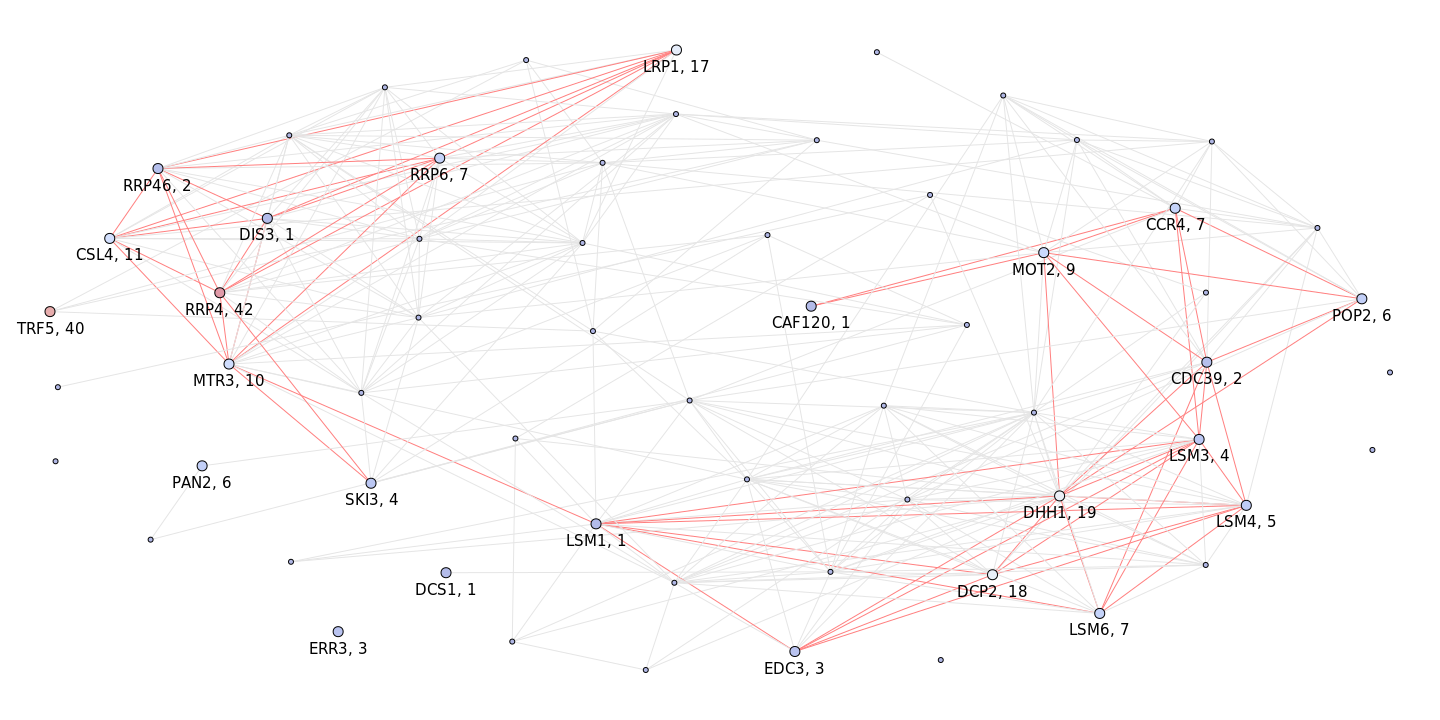 LRP1, 17
RRP6, 7
RRP46, 2
CCR4, 7
DIS3, 1
CSL4, 11
MOT2, 9
RRP4, 42
POP2, 6
CAF120, 1
TRF5, 40
MTR3, 10
CDC39, 2
LSM3, 4
PAN2, 6
SKI3, 4
DHH1, 19
LSM4, 5
LSM1, 1
DCS1, 1
DCP2, 18
LSM6, 7
ERR3, 3
EDC3, 3